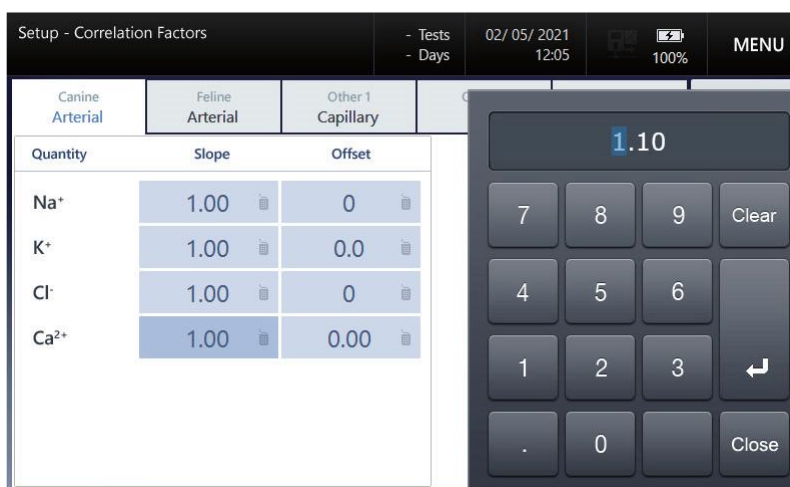 Setup - Correlation Factors
- Tests
- Days
02/ 05/ 2021
12:05
100%
MENU
Canine
Arterial
Feline
Arterial
Other 1
Capillary
Quantity Slope Offset
Na⁺ 1.00 0
K⁺ 1.00 0.0
Cl⁻ 1.00 0
Ca²⁺ 1.00 0.00
1.10
7 8 9 Clear
4 5 6
1 2 3
. 0 Close